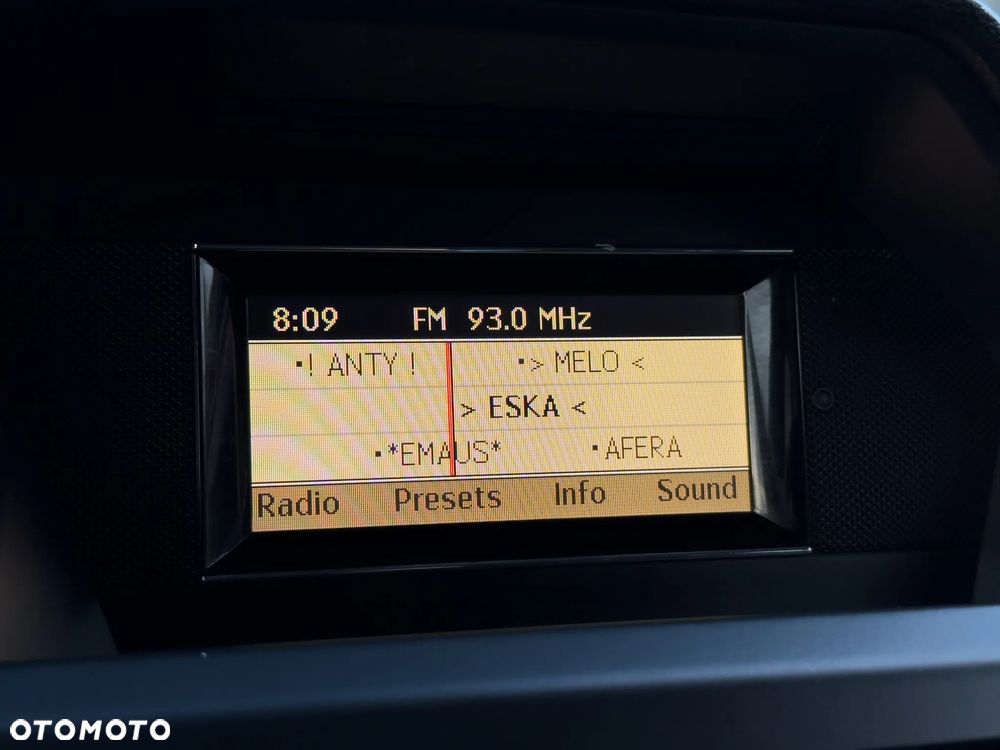 8:09 FM 93.0 MHz
·! ANTY ! ·> MELO <
> ESKA <
·*EMAUS* ·AFERA
Radio Presets Info Sound
OTOMOTO